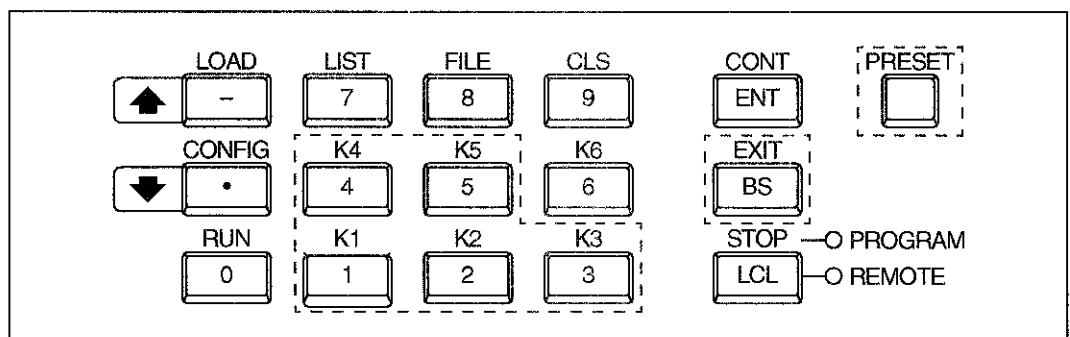 LOAD LIST FILE CLS CONT PRESET
- 7 8 9 ENT
CONFIG K4 K5 K6 EXIT
• 4 5 6 BS
RUN K1 K2 K3 STOP PROGRAM
0 1 2 3 LCL REMOTE